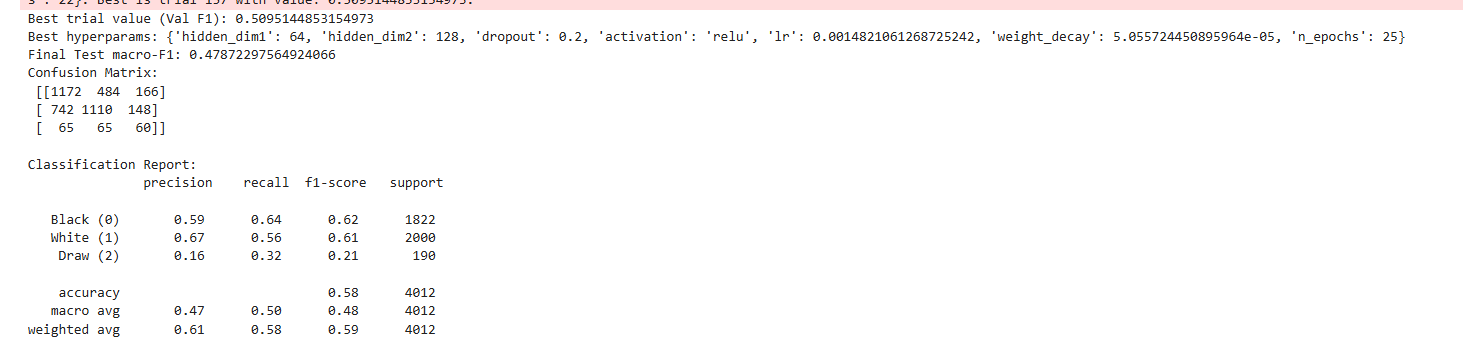 s': 22}. Best is trial 157 with value: 0.5095144853154973.
Best trial value (Val F1): 0.5095144853154973
Best hyperparams: {'hidden_dim1': 64, 'hidden_dim2': 128, 'dropout': 0.2, 'activation': 'relu', 'lr': 0.0014821061268725242, 'weight_decay': 5.055724450895964e-05, 'n_epochs': 25}
Final Test macro-F1: 0.47872297564924066
Confusion Matrix:
[[1172 484 166]
[ 742 1110 148]
[ 65 65 60]]
Classification Report:
precision recall f1-score support
Black (0) 0.59 0.64 0.62 1822
White (1) 0.67 0.56 0.61 2000
Draw (2) 0.16 0.32 0.21 190
accuracy 0.58 4012
macro avg 0.47 0.50 0.48 4012
weighted avg 0.61 0.58 0.59 4012